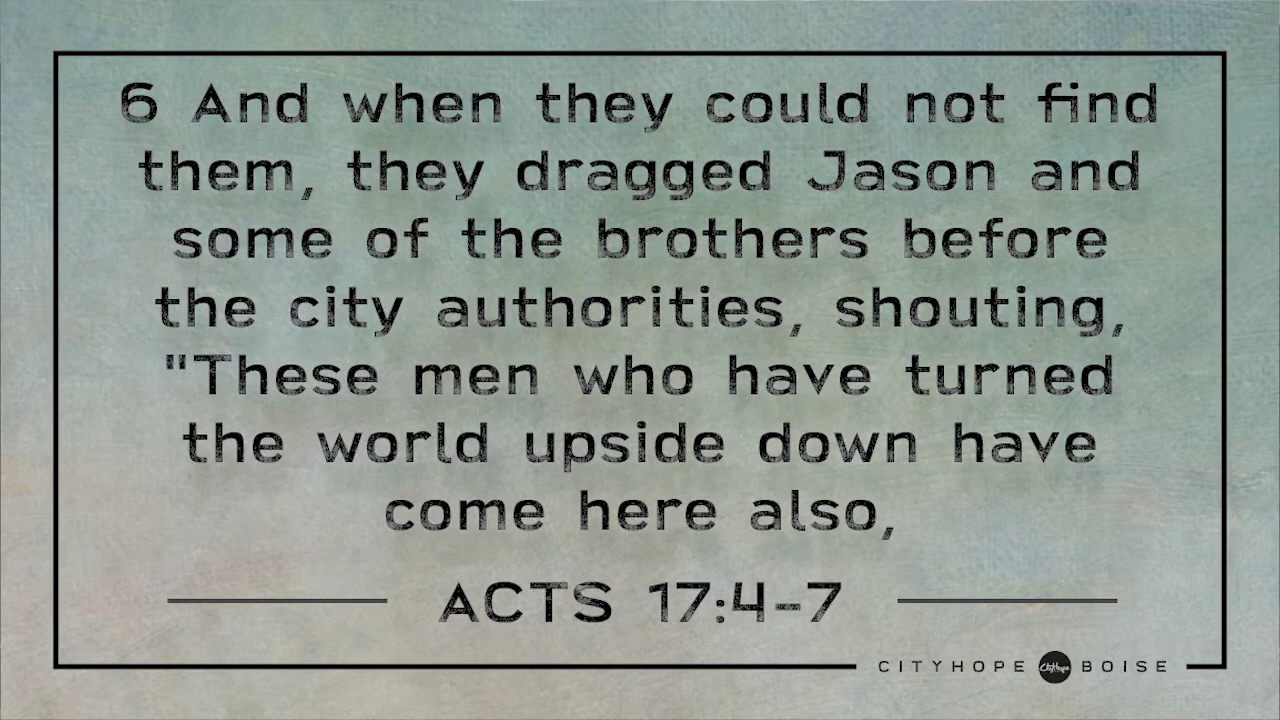 6 And when they could not find
them, they dragged Jason and
some of the brothers before
the city authorities, shouting,
"These men who have turned
the world upside down have
come here also,
ACTS 17:4-7
CITYHOPE CityHope BOISE